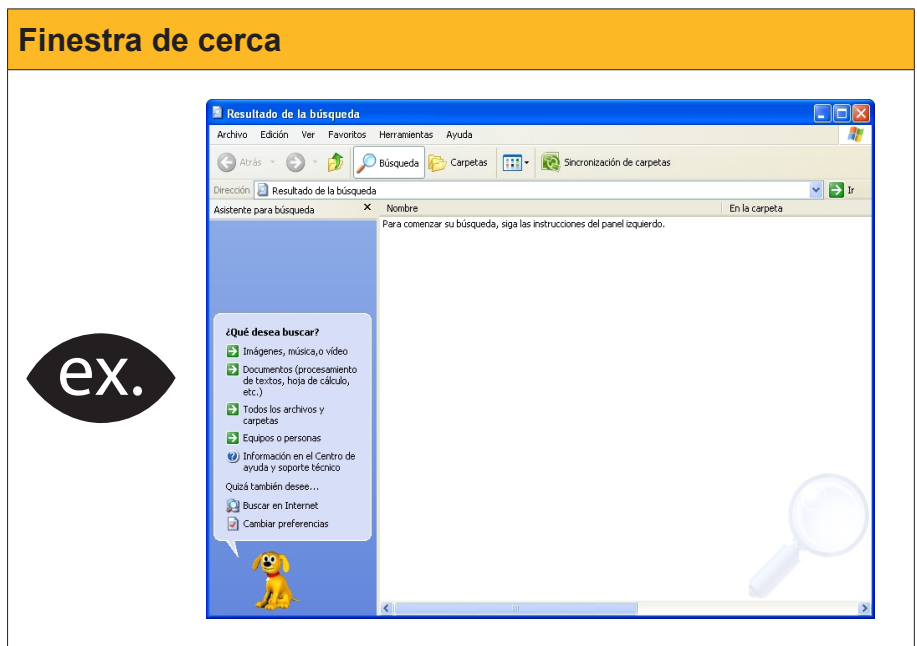 Finestra de cerca
ex.
Resultado de la búsqueda
Archivo Edición Ver Favoritos Herramientas Ayuda
Atrás Búsqueda Carpetas Sincronización de carpetas
Dirección Resultado de la búsqueda Ir
Asistente para búsqueda Nombre En la carpeta
Para comenzar su búsqueda, siga las instrucciones del panel izquierdo.
¿Qué desea buscar?
Imágenes, música,o vídeo
Documentos (procesamiento
de textos, hoja de cálculo,
etc.)
Todos los archivos y
carpetas
Equipos o personas
Información en el Centro de
ayuda y soporte técnico
Quizá también desee...
Buscar en Internet
Cambiar preferencias